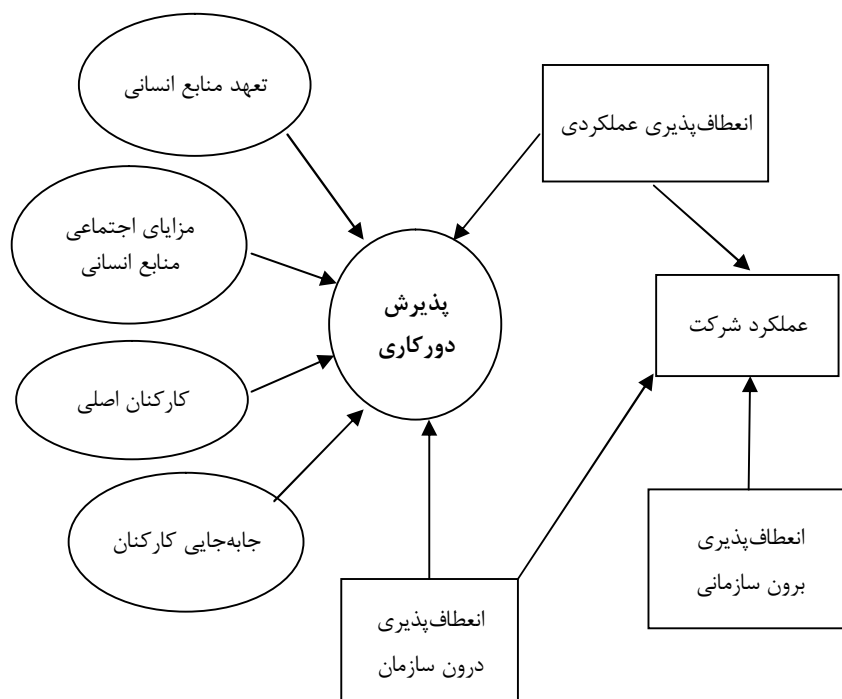 تعهد منابع انسانی
انعطاف‌پذیری عملکردی
مزایای اجتماعی
منابع انسانی
پذیرش
دورکاری
عملکرد شرکت
کارکنان اصلی
جابه‌جایی کارکنان
انعطاف‌پذیری
برون سازمانی
انعطاف‌پذیری
درون سازمان